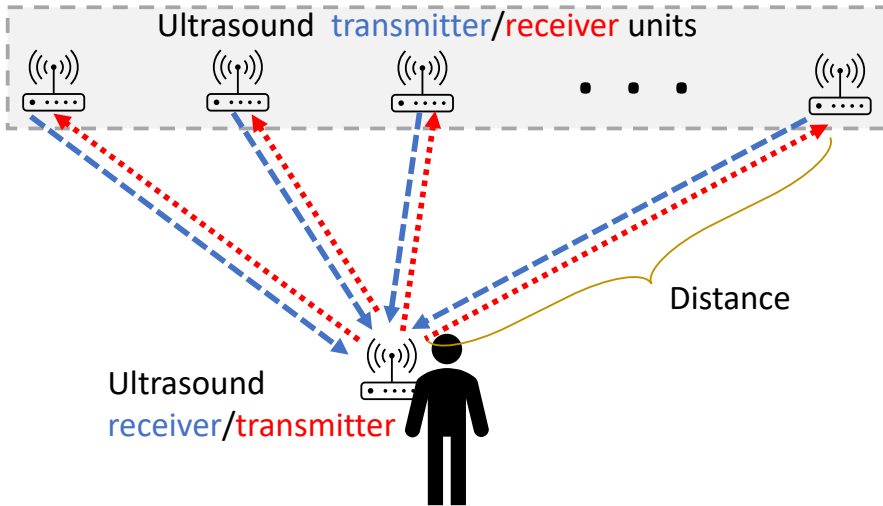 Ultrasound transmitter/receiver units
Distance
Ultrasound
receiver/transmitter